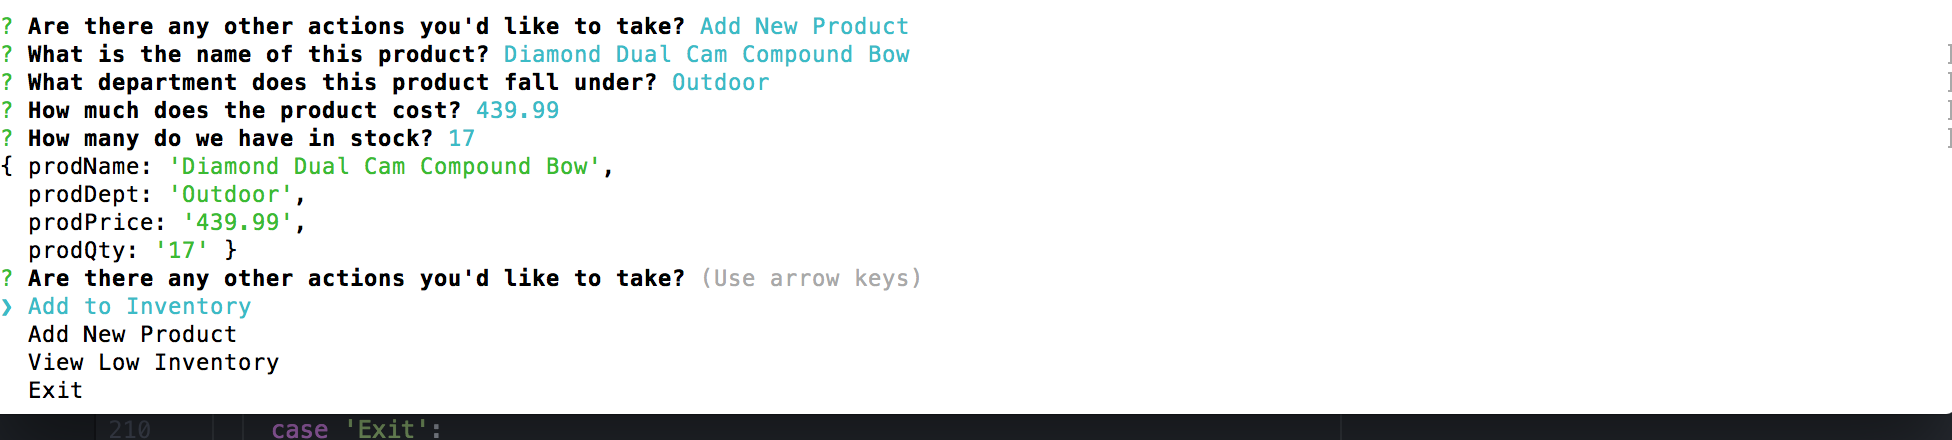 ? Are there any other actions you'd like to take? Add New Product
? What is the name of this product? Diamond Dual Cam Compound Bow
? What department does this product fall under? Outdoor
? How much does the product cost? 439.99
? How many do we have in stock? 17
{ prodName: 'Diamond Dual Cam Compound Bow',
  prodDept: 'Outdoor',
  prodPrice: '439.99',
  prodQty: '17' }
? Are there any other actions you'd like to take? (Use arrow keys)
❯ Add to Inventory
  Add New Product
  View Low Inventory
  Exit
210 case 'Exit':